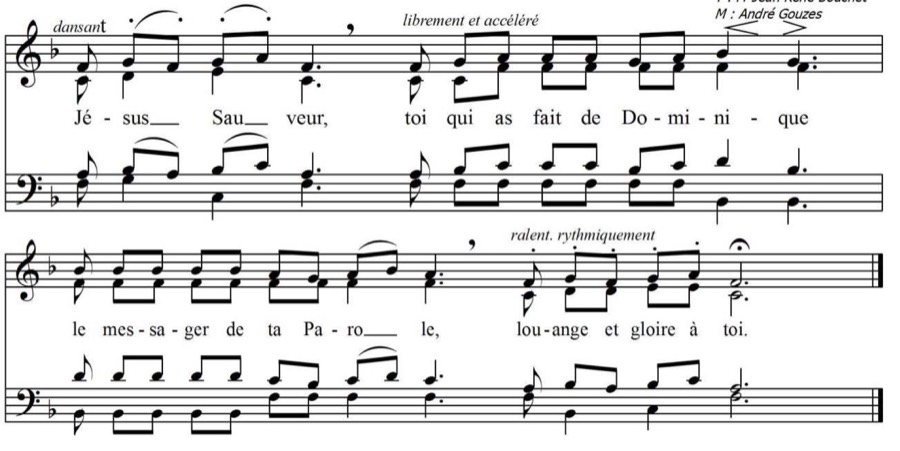 M : André Gouzes
dansant librement et accéléré
Jé - sus Sau veur, toi qui as fait de Do - mi - ni - que
ralent. rythmiquement
le mes - sa - ger de ta Pa - ro le, lou - ange et gloire à toi.